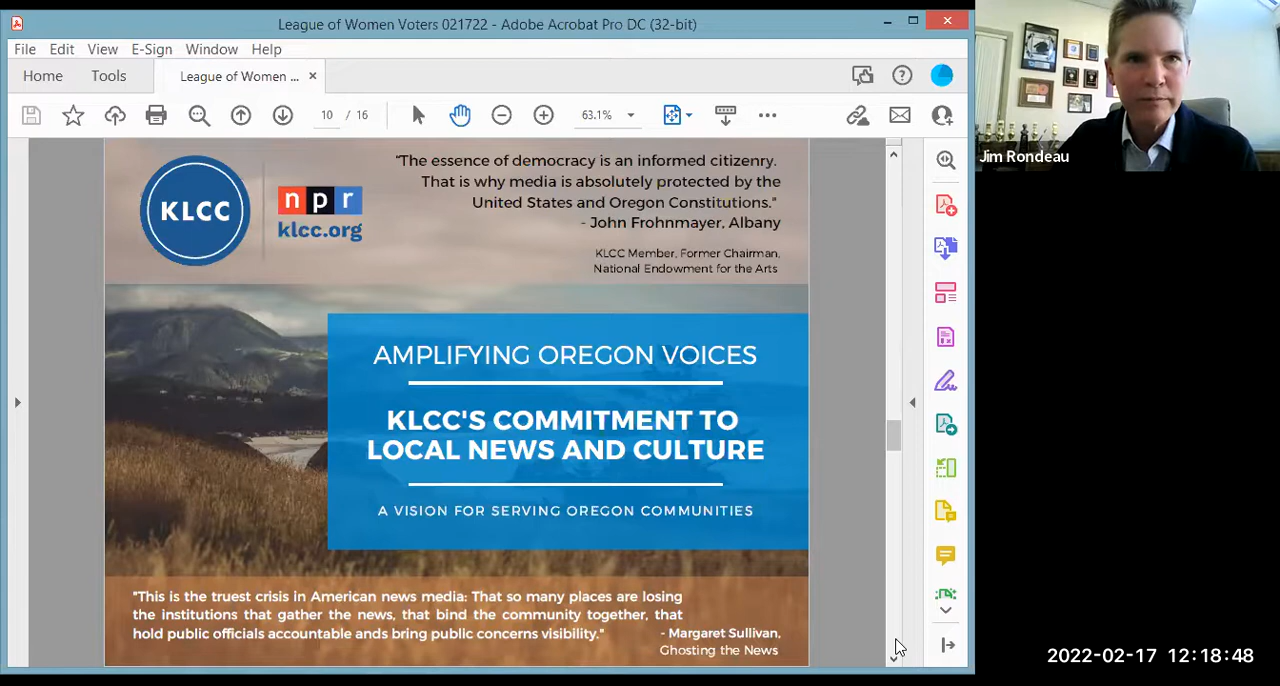 League of Women Voters 021722 - Adobe Acrobat Pro DC (32-bit)
File Edit View E-Sign Window Help
Home Tools League of Women ... ×
10 / 16 63.1%
KLCC
npr
klcc.org
"The essence of democracy is an informed citizenry.
That is why media is absolutely protected by the
United States and Oregon Constitutions."
- John Frohnmayer, Albany
KLCC Member, Former Chairman,
National Endowment for the Arts
AMPLIFYING OREGON VOICES
KLCC'S COMMITMENT TO
LOCAL NEWS AND CULTURE
A VISION FOR SERVING OREGON COMMUNITIES
"This is the truest crisis in American news media: That so many places are losing
the institutions that gather the news, that bind the community together, that
hold public officials accountable ands bring public concerns visibility."
- Margaret Sullivan,
Ghosting the News
Jim Rondeau
2022-02-17 12:18:48